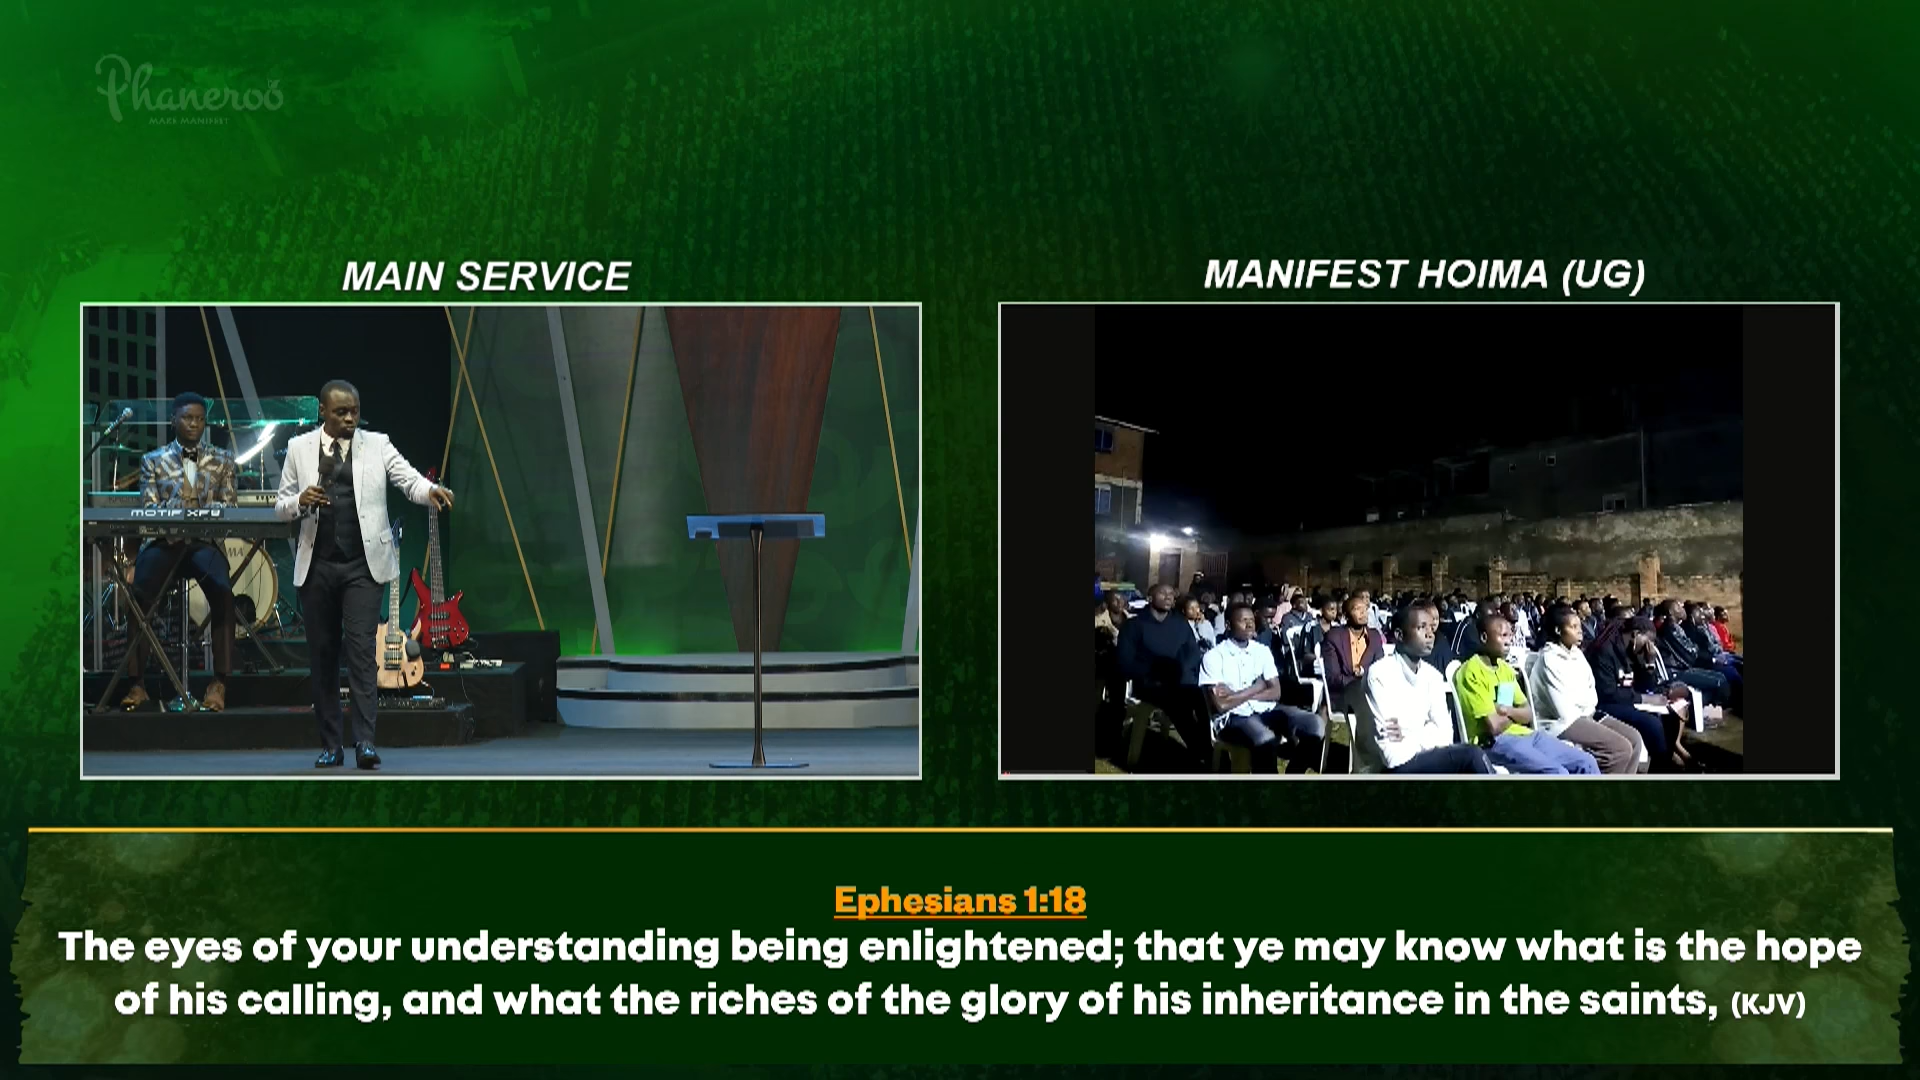 Phaneroo
MAKE MANIFEST
MAIN SERVICE
MANIFEST HOIMA (UG)
MOTIF XF8
Ephesians 1:18
The eyes of your understanding being enlightened; that ye may know what is the hope
of his calling, and what the riches of the glory of his inheritance in the saints, (KJV)